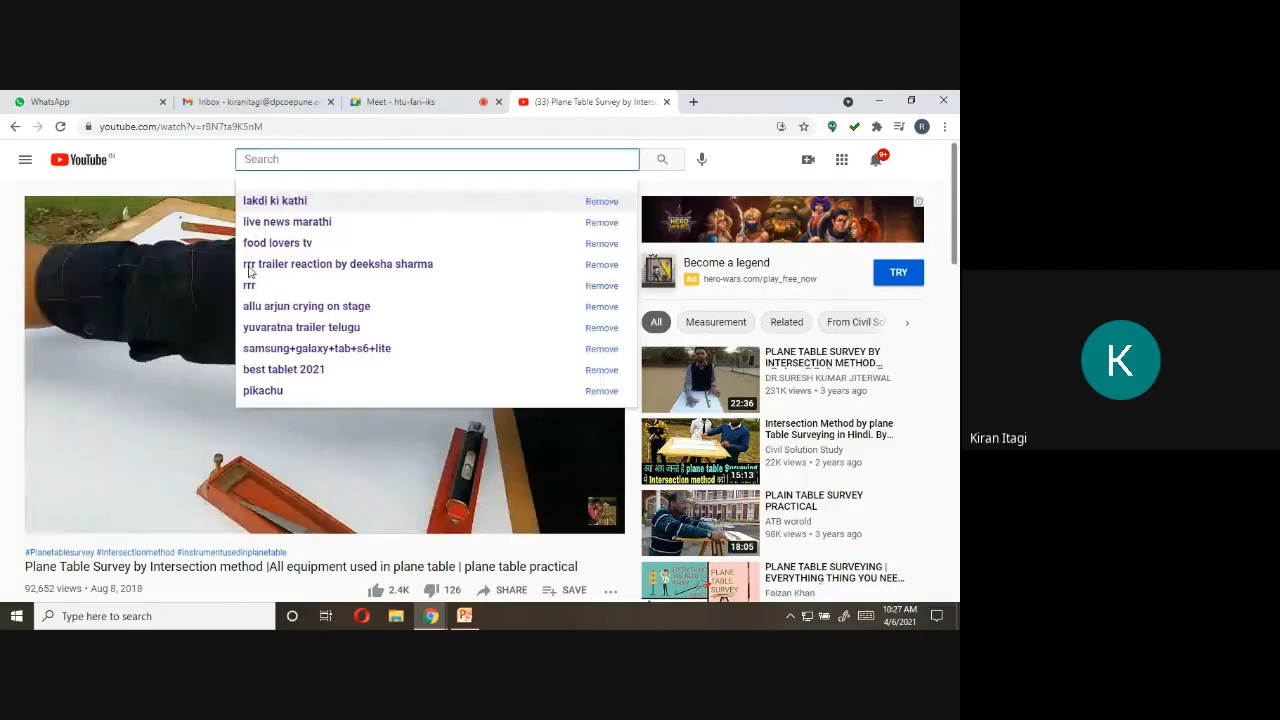 WhatsApp
Inbox - kiranitagi@dpcoepune.e
Meet - htu-fari-iks
(33) Plane Table Survey by Inters
youtube.com/watch?v=rBN7ta9K5nM
R
YouTube IN
Search
9+
lakdi ki kathi Remove
live news marathi Remove
food lovers tv Remove
rrr trailer reaction by deeksha sharma Remove
rrr Remove
allu arjun crying on stage Remove
yuvaratna trailer telugu Remove
samsung+galaxy+tab+s6+lite Remove
best tablet 2021 Remove
pikachu Remove
HERO WARS
Become a legend
Ad hero-wars.com/play_free_now
TRY
All Measurement Related From Civil So
PLANE TABLE SURVEY BY
INTERSECTION METHOD...
DR.SURESH KUMAR JITERWAL
231K views • 3 years ago
22:36
Intersection Method by plane
Table Surveying in Hindi. By...
Civil Solution Study
22K views • 2 years ago
15:13
PLAIN TABLE SURVEY
PRACTICAL
ATB worold
98K views • 3 years ago
18:05
PLANE TABLE SURVEYING |
EVERYTHING THING YOU NEE...
Faizan Khan
PLANE
TABLE
SURVEY
#Planetablesurvey #Intersectionmethod #instrumentusedinplanetable
Plane Table Survey by Intersection method |All equipment used in plane table | plane table practical
92,652 views • Aug 8, 2018
2.4K 126 SHARE SAVE
Type here to search
10:27 AM
4/6/2021
K
Kiran Itagi